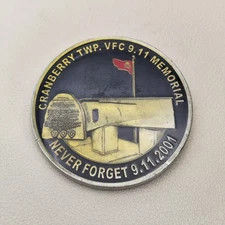 CRANBERRY TWP. VFC 9.11 MEMORIAL
NEVER FORGET 9.11.2001